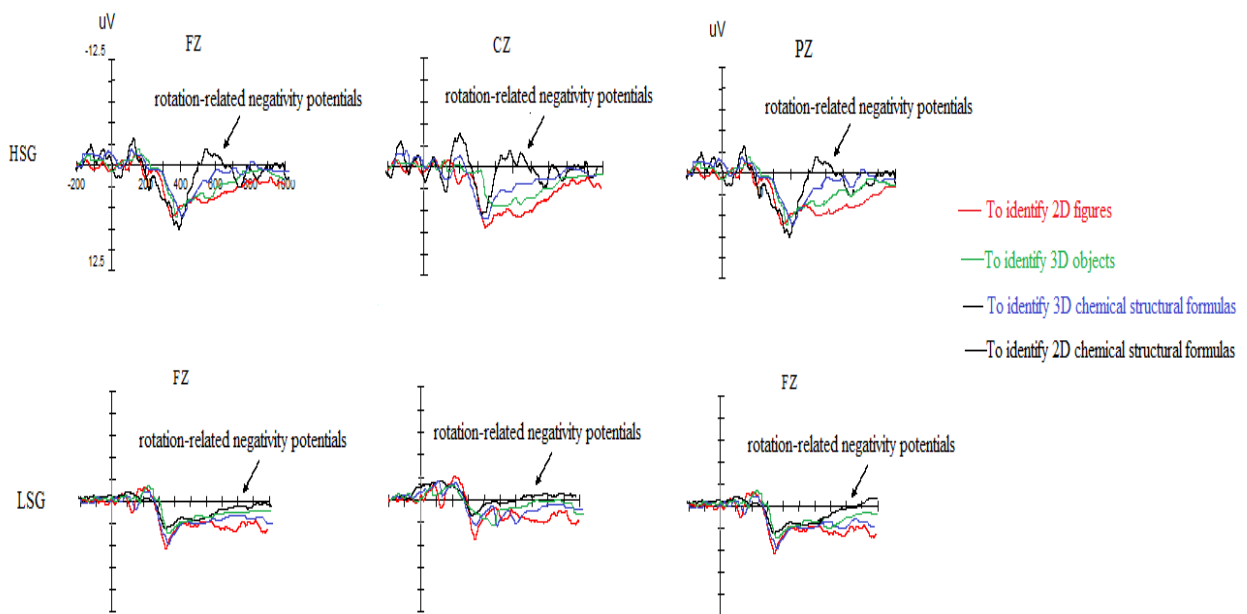 uV
-12.5
FZ
rotation-related negativity potentials
HSG
-200
200
400
600
800
1000
12.5
CZ
rotation-related negativity potentials
uV
PZ
rotation-related negativity potentials
To identify 2D figures
To identify 3D objects
To identify 3D chemical structural formulas
To identify 2D chemical structural formulas
FZ
rotation-related negativity potentials
LSG
rotation-related negativity potentials
FZ
rotation-related negativity potentials